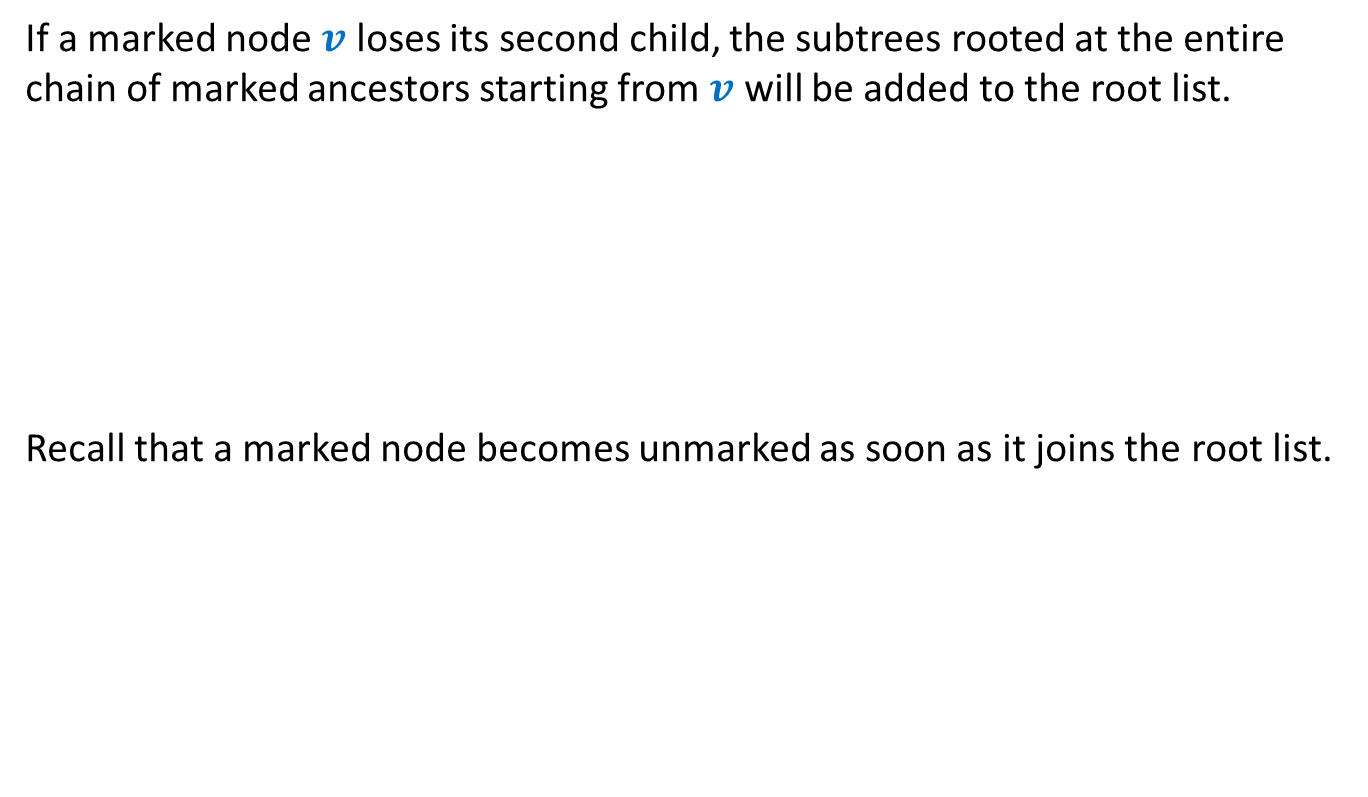 If a marked node v loses its second child, the subtrees rooted at the entire
chain of marked ancestors starting from v will be added to the root list.
Recall that a marked node becomes unmarked as soon as it joins the root list.